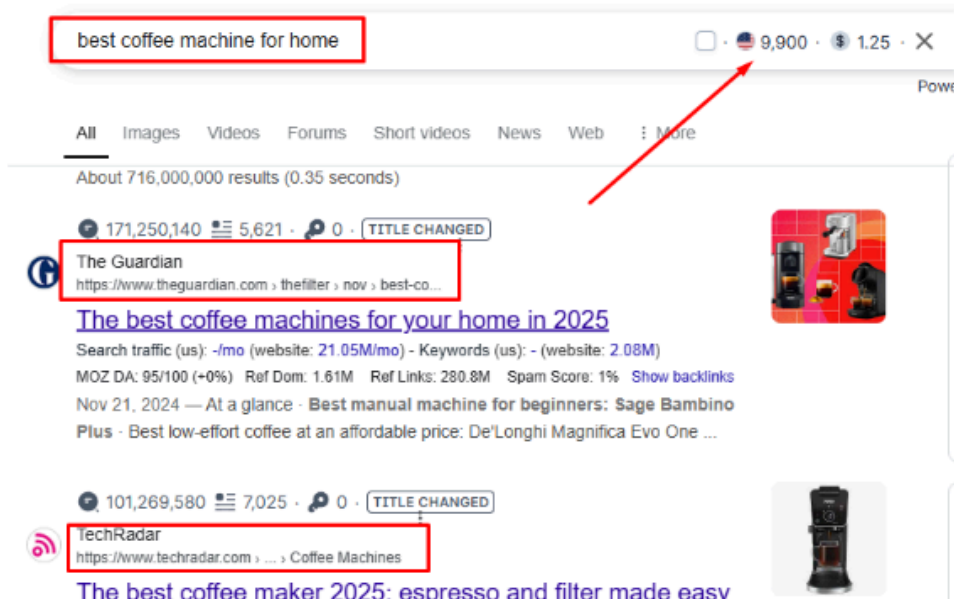 best coffee machine for home
9,900 · $ 1.25 · ✕
Powe
All Images Videos Forums Short videos News Web ⋮ More
About 716,000,000 results (0.35 seconds)
171,250,140 5,621 · 0 · TITLE CHANGED
The Guardian
https://www.theguardian.com › thefilter › nov › best-co...
The best coffee machines for your home in 2025
Search traffic (us): -/mo (website: 21.05M/mo) - Keywords (us): - (website: 2.08M)
MOZ DA: 95/100 (+0%) Ref Dom: 1.61M Ref Links: 280.8M Spam Score: 1% Show backlinks
Nov 21, 2024 — At a glance · Best manual machine for beginners: Sage Bambino
Plus · Best low-effort coffee at an affordable price: De'Longhi Magnifica Evo One ...
101,269,580 7,025 · 0 · TITLE CHANGED
TechRadar
https://www.techradar.com › ... › Coffee Machines
The best coffee maker 2025: espresso and filter made easy